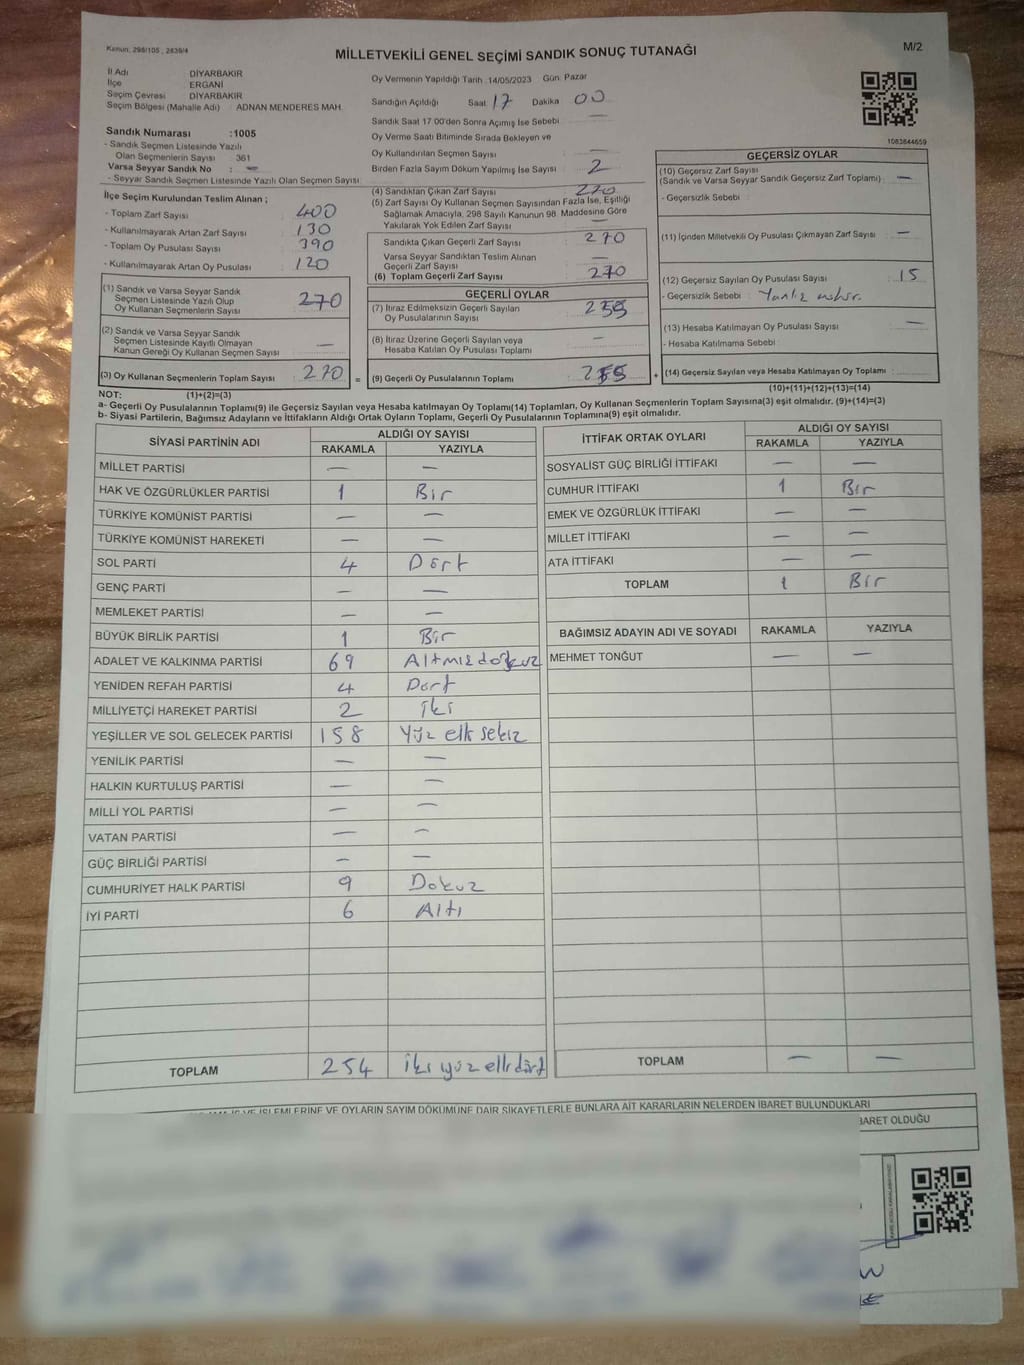 Kanun: 298/105 , 2839/4
MİLLETVEKİLİ GENEL SEÇİMİ SANDIK SONUÇ TUTANAĞI
M/2
İl Adı : DİYARBAKIR
İlçe : ERGANİ
Seçim Çevresi : DİYARBAKIR
Seçim Bölgesi (Mahalle Adı) : ADNAN MENDERES MAH.
Sandık Numarası :1005
- Sandık Seçmen Listesinde Yazılı
Olan Seçmenlerin Sayısı : 361
Varsa Seyyar Sandık No : —
- Seyyar Sandık Seçmen Listesinde Yazılı Olan Seçmen Sayısı:
İlçe Seçim Kurulundan Teslim Alınan ;
- Toplam Zarf Sayısı : 400
- Kullanılmayarak Artan Zarf Sayısı : 130
- Toplam Oy Pusulası Sayısı : 390
- Kullanılmayarak Artan Oy Pusulası : 120
(1) Sandık ve Varsa Seyyar Sandık
Seçmen Listesinde Yazılı Olup
Oy Kullanan Seçmenlerin Sayısı : 270
(2) Sandık ve Varsa Seyyar Sandık
Seçmen Listesinde Kayıtlı Olmayan
Kanun Gereği Oy Kullanan Seçmen Sayısı : —
(3) Oy Kullanan Seçmenlerin Toplam Sayısı : 270 =
Oy Vermenin Yapıldığı Tarih :14/05/2023 Gün: Pazar
Sandığın Açıldığı Saat 17 Dakika 00
Sandık Saat 17.00'den Sonra Açımış İse Sebebi : —
Oy Verme Saati Bitiminde Sırada Bekleyen ve
Oy Kullandırılan Seçmen Sayısı : —
Birden Fazla Sayım Döküm Yapılmış İse Sayısı : 2
(4) Sandıktan Çıkan Zarf Sayısı : 270
(5) Zarf Sayısı Oy Kullanan Seçmen Sayısından Fazla İse, Eşitliği
Sağlamak Amacıyla, 298 Sayılı Kanunun 98. Maddesine Göre
Yakılarak Yok Edilen Zarf Sayısı : —
Sandıkta Çıkan Geçerli Zarf Sayısı : 270
Varsa Seyyar Sandıktan Teslim Alınan
Geçerli Zarf Sayısı : —
(6) Toplam Geçerli Zarf Sayısı : 270
GEÇERLİ OYLAR
(7) İtiraz Edilmeksizin Geçerli Sayılan
Oy Pusulalarının Sayısı : 255
(8) İtiraz Üzerine Geçerli Sayılan veya
Hesaba Katılan Oy Pusulası Toplamı : —
(9) Geçerli Oy Pusulalarının Toplamı : 255 +
1083844659
GEÇERSİZ OYLAR
(10) Geçersiz Zarf Sayısı
(Sandık ve Varsa Seyyar Sandık Geçersiz Zarf Toplamı) : —
- Geçersizlik Sebebi :
(11) İçinden Milletvekili Oy Pusulası Çıkmayan Zarf Sayısı : —
(12) Geçersiz Sayılan Oy Pusulası Sayısı : 15
- Geçersizlik Sebebi :
(13) Hesaba Katılmayan Oy Pusulası Sayısı : —
- Hesaba Katılmama Sebebi :
(14) Geçersiz Sayılan veya Hesaba Katılmayan Oy Toplamı :
NOT: (1)+(2)=(3) (10)+(11)+(12)+(13)=(14)
a- Geçerli Oy Pusulalarının Toplamı(9) ile Geçersiz Sayılan veya Hesaba katılmayan Oy Toplamı(14) Toplamları, Oy Kullanan Seçmenlerin Toplam Sayısına(3) eşit olmalıdır. (9)+(14)=(3)
b- Siyasi Partilerin, Bağımsız Adayların ve İttifakların Aldığı Ortak Oyların Toplamı, Geçerli Oy Pusulalarının Toplamına(9) eşit olmalıdır.
SİYASİ PARTİNİN ADI ALDIĞI OY SAYISI
RAKAMLA YAZIYLA
MİLLET PARTİSİ — —
HAK VE ÖZGÜRLÜKLER PARTİSİ 1 Bir
TÜRKİYE KOMÜNİST PARTİSİ — —
TÜRKİYE KOMÜNİST HAREKETİ — —
SOL PARTİ 4 Dört
GENÇ PARTİ — —
MEMLEKET PARTİSİ — —
BÜYÜK BİRLİK PARTİSİ 1 Bir
ADALET VE KALKINMA PARTİSİ 69 Altmışdokuz
YENİDEN REFAH PARTİSİ 4 Dört
MİLLİYETÇİ HAREKET PARTİSİ 2 iki
YEŞİLLER VE SOL GELECEK PARTİSİ 158 Yüz elli sekiz
YENİLİK PARTİSİ — —
HALKIN KURTULUŞ PARTİSİ — —
MİLLİ YOL PARTİSİ — —
VATAN PARTİSİ — —
GÜÇ BİRLİĞİ PARTİSİ — —
CUMHURİYET HALK PARTİSİ 9 Dokuz
İYİ PARTİ 6 Altı
TOPLAM 254 iki yüz elli dört
İTTİFAK ORTAK OYLARI ALDIĞI OY SAYISI
RAKAMLA YAZIYLA
SOSYALİST GÜÇ BİRLİĞİ İTTİFAKI — —
CUMHUR İTTİFAKI 1 Bir
EMEK VE ÖZGÜRLÜK İTTİFAKI — —
MİLLET İTTİFAKI — —
ATA İTTİFAKI — —
TOPLAM 1 Bir
BAĞIMSIZ ADAYIN ADI VE SOYADI RAKAMLA YAZIYLA
MEHMET TONĞUT — —
TOPLAM — —
İŞLEMLERİNE VE OYLARIN SAYIM DÖKÜMÜNE DAİR ŞİKAYETLERLE BUNLARA AİT KARARLARIN NELERDEN İBARET BULUNDUKLARI
BARET OLDUĞU